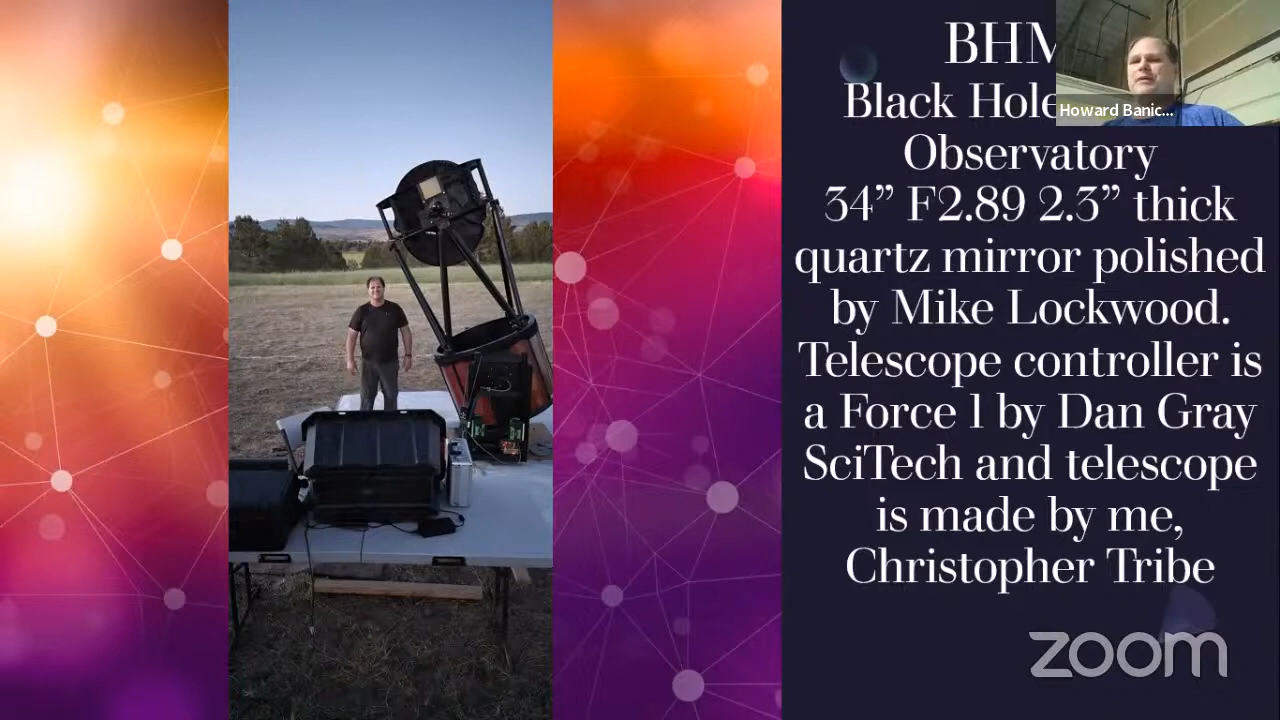 Black Hole
Observatory
34” F2.89 2.3” thick
quartz mirror polished
by Mike Lockwood.
Telescope controller is
a Force 1 by Dan Gray
SciTech and telescope
is made by me,
Christopher Tribe
Howard Banic...
zoom